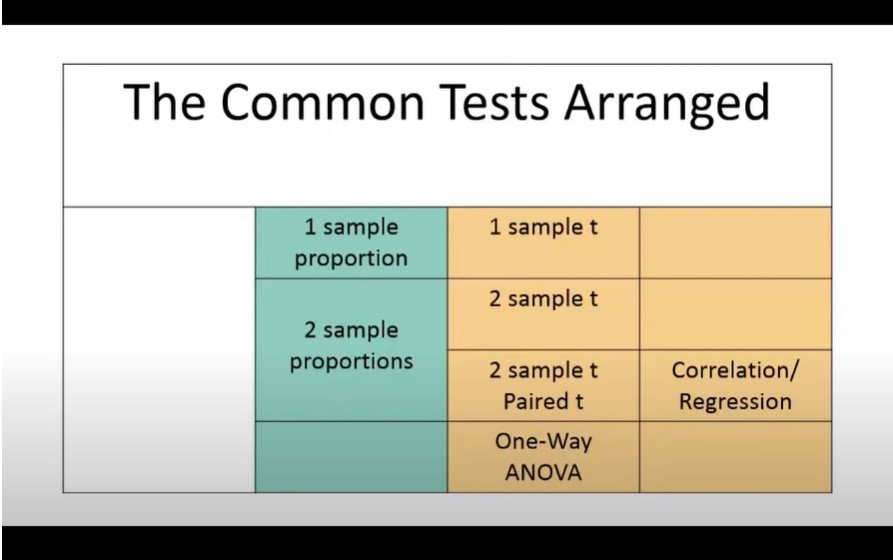 The Common Tests Arranged
1 sample
proportion
1 sample t
2 sample
proportions
2 sample t
2 sample t
Paired t
Correlation/
Regression
One-Way
ANOVA